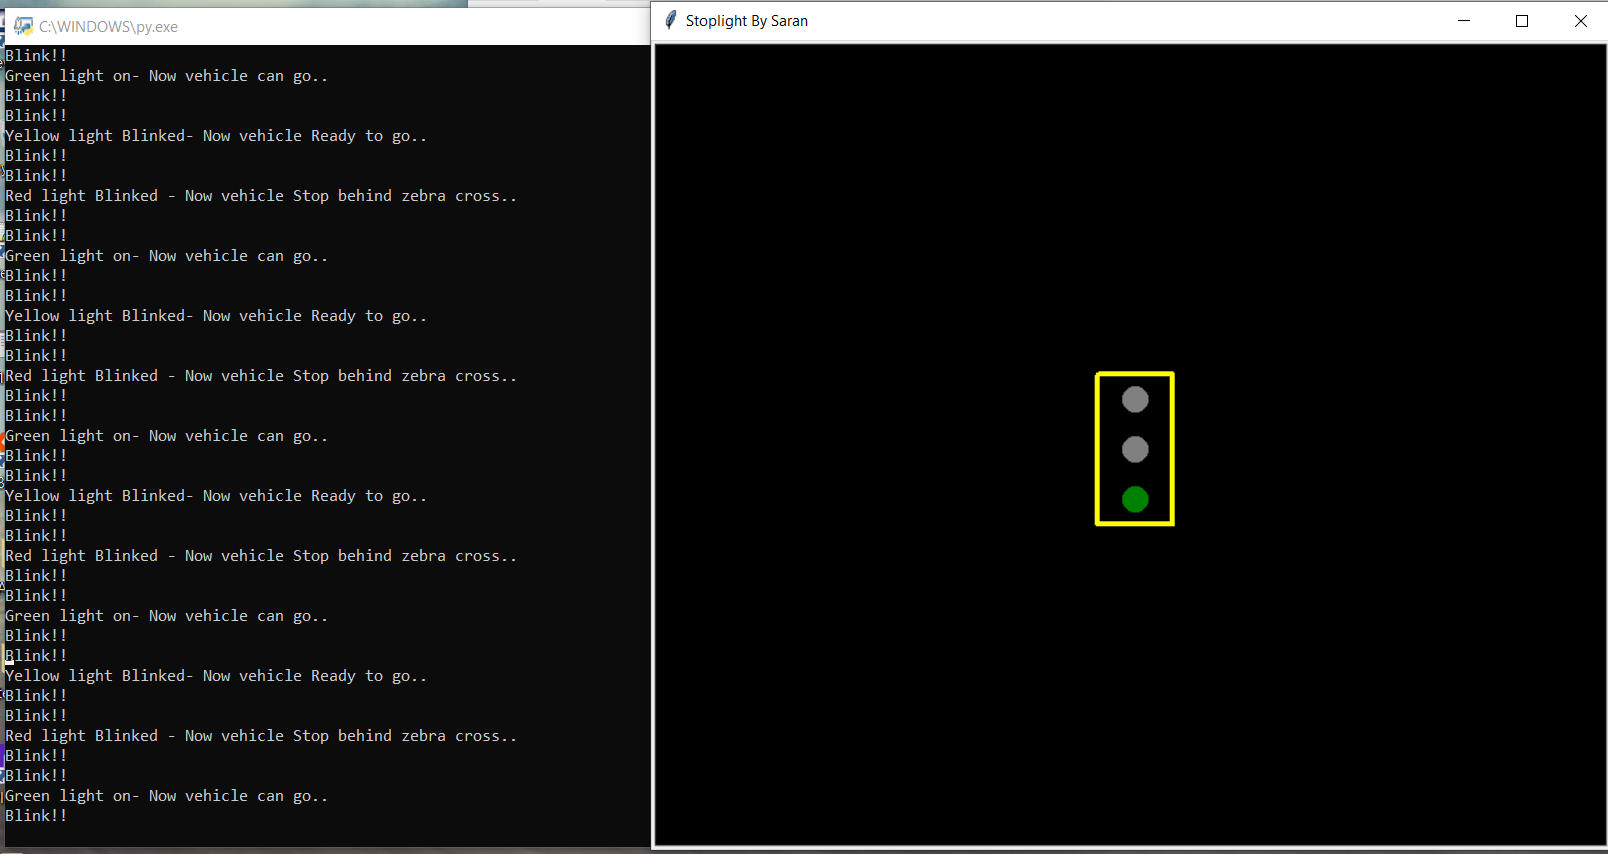 C:\WINDOWS\py.exe
Blink!!
Green light on- Now vehicle can go..
Blink!!
Blink!!
Yellow light Blinked- Now vehicle Ready to go..
Blink!!
Blink!!
Red light Blinked - Now vehicle Stop behind zebra cross..
Blink!!
Blink!!
Green light on- Now vehicle can go..
Blink!!
Blink!!
Yellow light Blinked- Now vehicle Ready to go..
Blink!!
Blink!!
Red light Blinked - Now vehicle Stop behind zebra cross..
Blink!!
Blink!!
Green light on- Now vehicle can go..
Blink!!
Blink!!
Yellow light Blinked- Now vehicle Ready to go..
Blink!!
Blink!!
Red light Blinked - Now vehicle Stop behind zebra cross..
Blink!!
Blink!!
Green light on- Now vehicle can go..
Blink!!
Blink!!
Yellow light Blinked- Now vehicle Ready to go..
Blink!!
Blink!!
Red light Blinked - Now vehicle Stop behind zebra cross..
Blink!!
Blink!!
Green light on- Now vehicle can go..
Blink!!
Stoplight By Saran